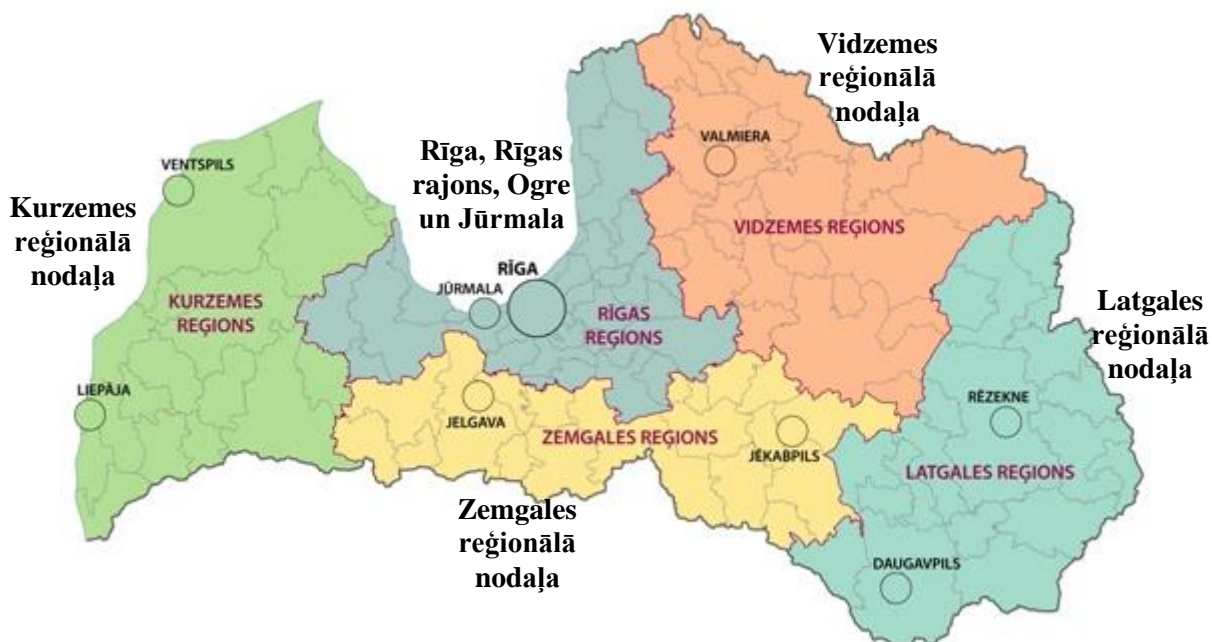 Vidzemes
reģionālā
nodaļa
VENTSPILS
VALMIERA
Rīga, Rīgas
rajons, Ogre
un Jūrmala
Kurzemes
reģionālā
nodaļa
VIDZEMES REĢIONS
RĪGA
JŪRMALA
KURZEMES
REĢIONS
RĪGAS
REĢIONS
Latgales
reģionālā
nodaļa
LIEPĀJA
JELGAVA
ZEMGALES REĢIONS
JĒKABPILS
RĒZEKNE
LATGALES REĢIONS
Zemgales
reģionālā
nodaļa
DAUGAVPILS